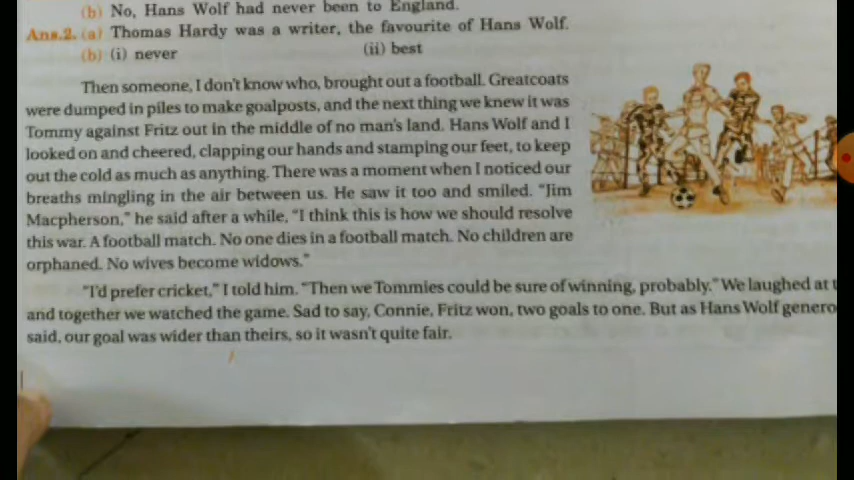 (b) No, Hans Wolf had never been to England.
Ans.2. (a) Thomas Hardy was a writer, the favourite of Hans Wolf.
(b) (i) never (ii) best
Then someone, I don't know who, brought out a football. Greatcoats
were dumped in piles to make goalposts, and the next thing we knew it was
Tommy against Fritz out in the middle of no man's land. Hans Wolf and I
looked on and cheered, clapping our hands and stamping our feet, to keep
out the cold as much as anything. There was a moment when I noticed our
breaths mingling in the air between us. He saw it too and smiled. "Jim
Macpherson," he said after a while, "I think this is how we should resolve
this war. A football match. No one dies in a football match. No children are
orphaned. No wives become widows."
"I'd prefer cricket," I told him. "Then we Tommies could be sure of winning, probably." We laughed at t
and together we watched the game. Sad to say, Connie, Fritz won, two goals to one. But as Hans Wolf genero
said, our goal was wider than theirs, so it wasn't quite fair.